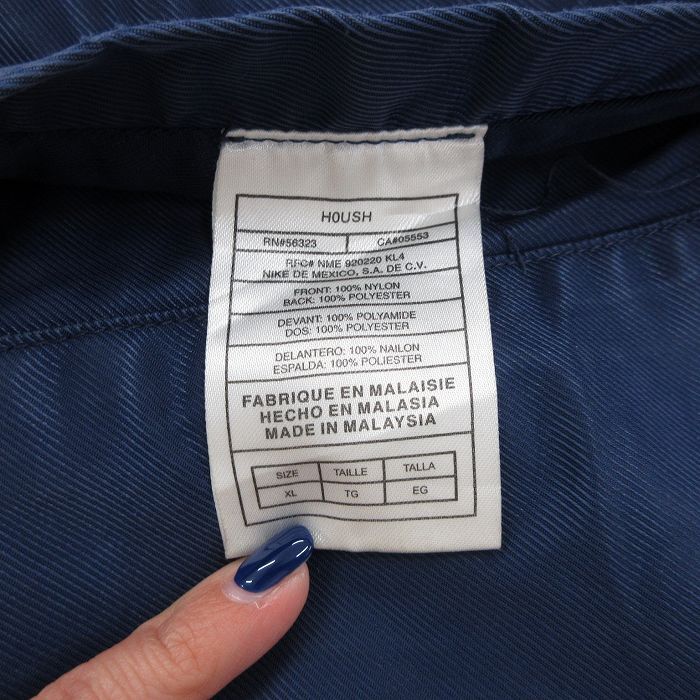 H0USH
RN#56323 CA#05553
RFC# NME 920220 KL4
NIKE DE MEXICO, S.A. DE C.V.
FRONT: 100% NYLON
BACK: 100% POLYESTER
DEVANT: 100% POLYAMIDE
DOS: 100% POLYESTER
DELANTERO: 100% NAILON
ESPALDA: 100% POLIESTER
FABRIQUE EN MALAISIE
HECHO EN MALASIA
MADE IN MALAYSIA
SIZE TAILLE TALLA
XL TG EG